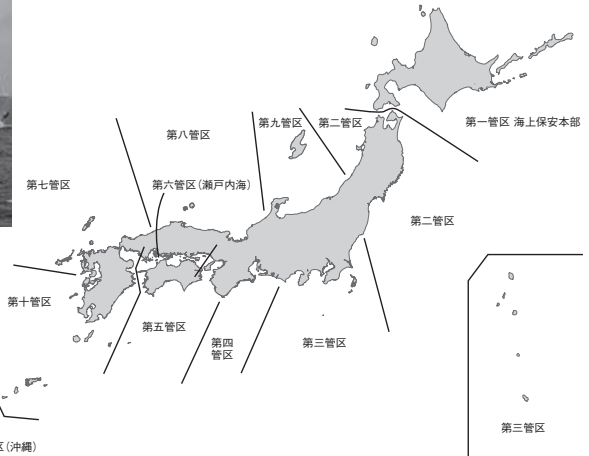 第九管区
第二管区
第一管区 海上保安本部
第八管区
第七管区
第六管区(瀬戸内海)
第二管区
第十管区
第五管区
第四
管区
第三管区
第三管区
区(沖縄)